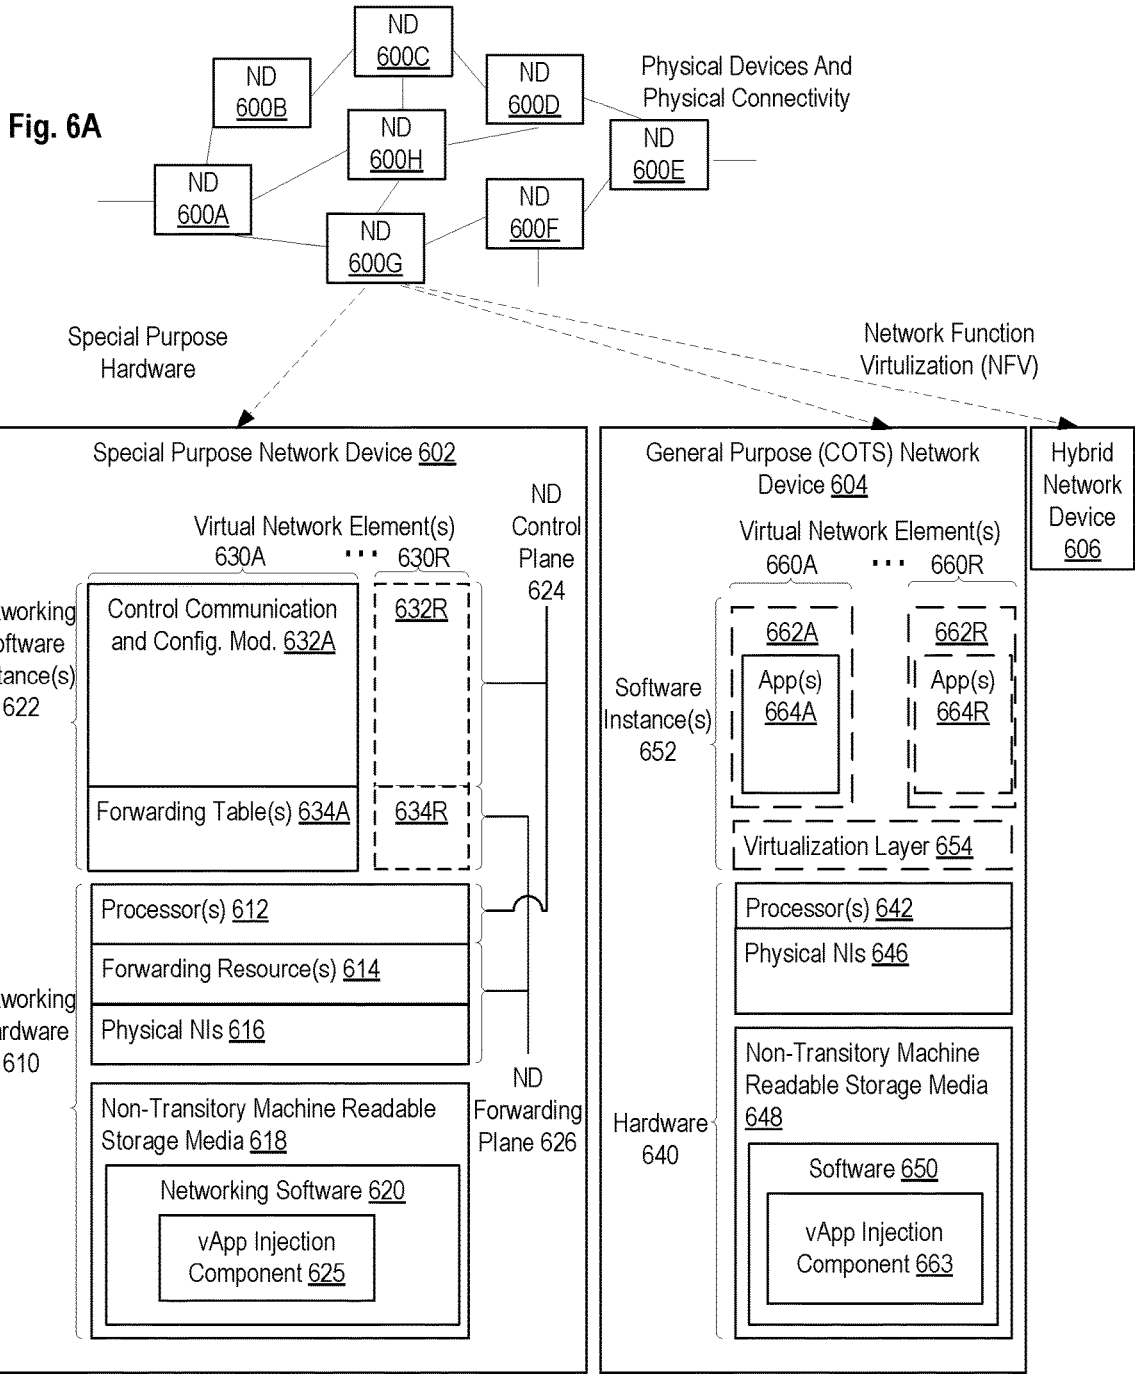 ND
600C
ND
600B
ND
600D
Physical Devices And
Physical Connectivity
Fig. 6A
ND
600H
ND
600E
ND
600A
ND
600F
ND
600G
Special Purpose
Hardware
Network Function
Virtulization (NFV)
Special Purpose Network Device 602
ND
Control
Plane
624
Virtual Network Element(s)
630A
630R
tworking
oftware
tance(s)
622
Control Communication
and Config. Mod. 632A
632R
Forwarding Table(s) 634A
634R
tworking
ardware
610
Processor(s) 612
Forwarding Resource(s) 614
Physical NIs 616
ND
Forwarding
Plane 626
Non-Transitory Machine Readable
Storage Media 618
Networking Software 620
vApp Injection
Component 625
General Purpose (COTS) Network
Device 604
Virtual Network Element(s)
660A
660R
Software
Instance(s)
652
662A
App(s)
664A
662R
App(s)
664R
Virtualization Layer 654
Hardware
640
Processor(s) 642
Physical NIs 646
Non-Transitory Machine
Readable Storage Media
648
Software 650
vApp Injection
Component 663
Hybrid
Network
Device
606